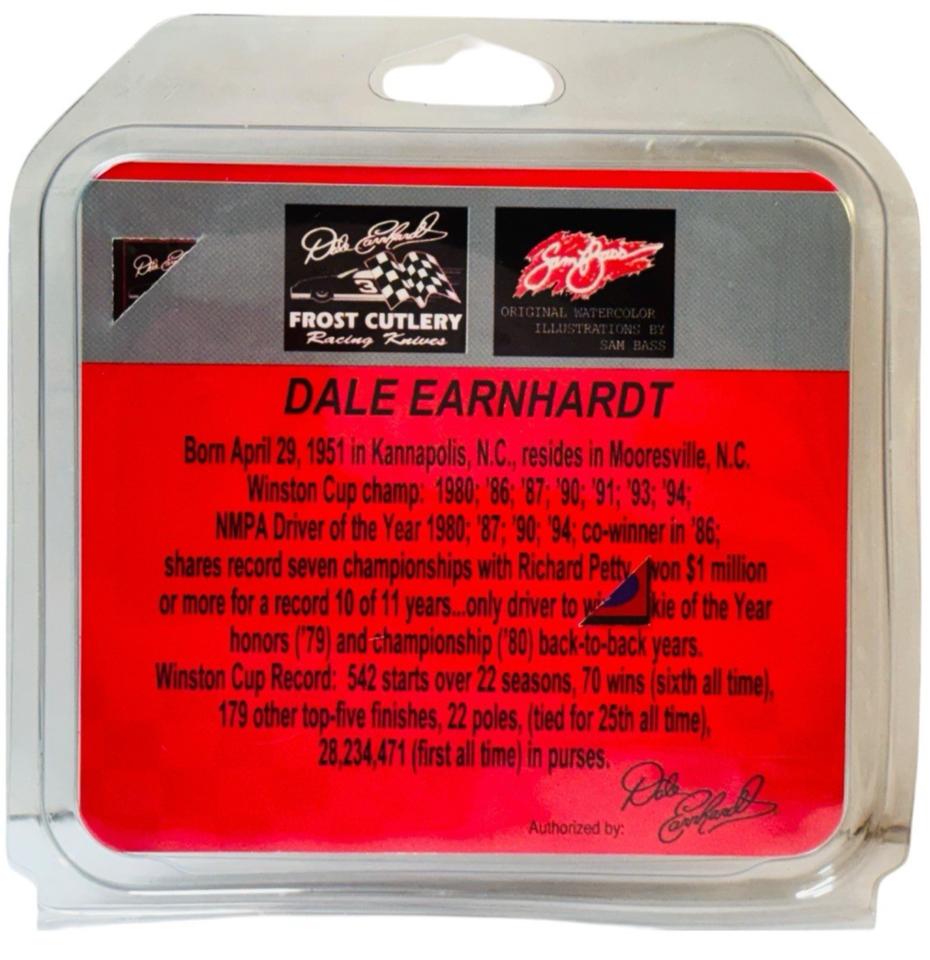 Dale Earnhardt
3
FROST CUTLERY
Racing Knives
Sam Bass
ORIGINAL WATERCOLOR
ILLUSTRATIONS BY
SAM BASS
DALE EARNHARDT
Born April 29, 1951 in Kannapolis, N.C., resides in Mooresville, N.C.
Winston Cup champ: 1980; '86; '87; '90; '91; '93; '94;
NMPA Driver of the Year 1980; '87; '90; '94; co-winner in '86;
shares record seven championships with Richard Petty won $1 million
or more for a record 10 of 11 years...only driver to kie of the Year
honors ('79) and championship ('80) back-to-back years.
Winston Cup Record: 542 starts over 22 seasons, 70 wins (sixth all time),
179 other top-five finishes, 22 poles, (tied for 25th all time),
28,234,471 (first all time) in purses.
Authorized by: Dale Earnhardt